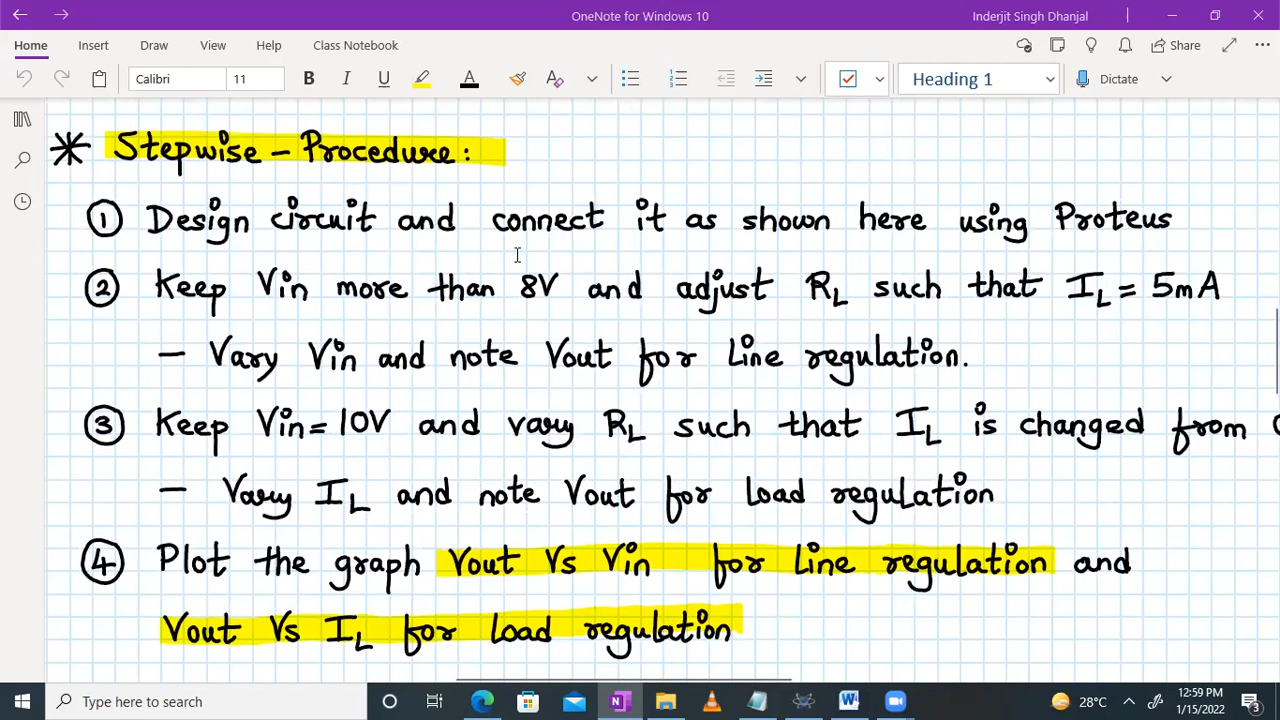 OneNote for Windows 10
Inderjit Singh Dhanjal
Home Insert Draw View Help Class Notebook
Share
Calibri 11 B I U A Heading 1 Dictate
Stepwise - Procedure:
1 Design circuit and connect it as shown here using Proteus
2 Keep Vin more than 8V and adjust RL such that IL = 5mA
- Vary Vin and note Vout for Line regulation.
3 Keep Vin = 10V and vary RL such that IL is changed from
- Vary IL and note Vout for load regulation
4 Plot the graph Vout Vs Vin for Line regulation and
Vout Vs IL for load regulation
Type here to search
28°C
12:59 PM
1/15/2022
3